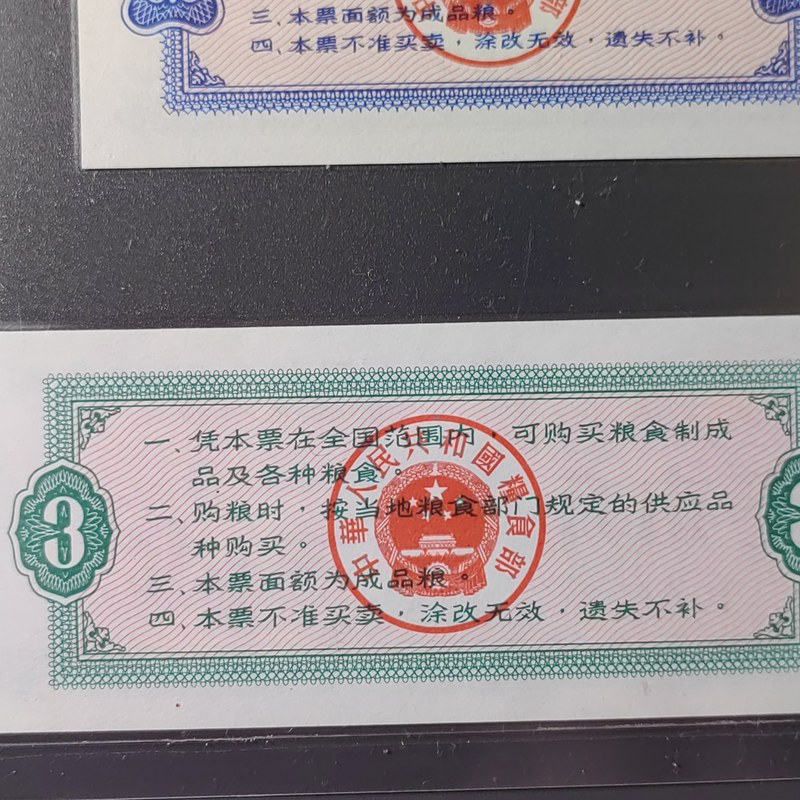 三、本票面额为成品粮。
四、本票不准买卖，涂改无效，遗失不补。
3
一、凭本票在全国范围内，可购买粮食制成
品及各种粮食。
二、购粮时，按当地粮食部门规定的供应品
种购买。
三、本票面额为成品粮。
四、本票不准买卖，涂改无效，遗失不补。
中華人民共和國糧食部